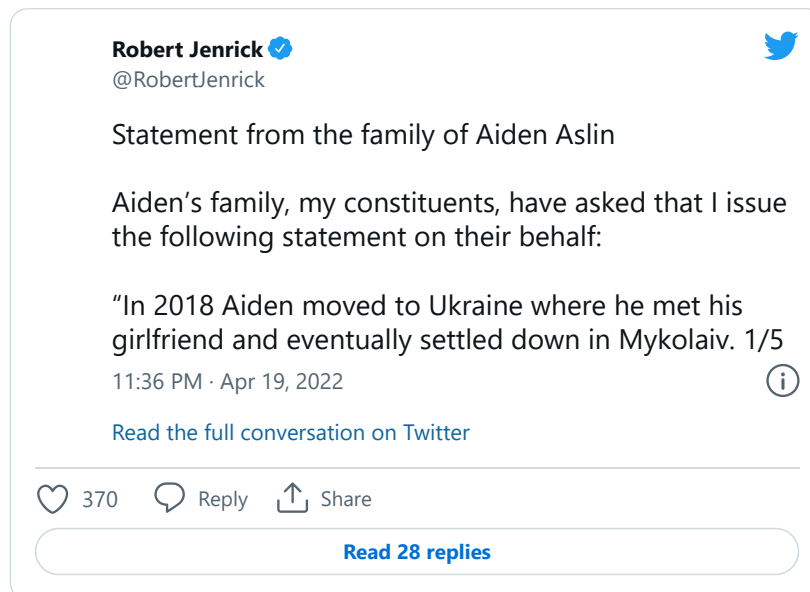 Robert Jenrick
@RobertJenrick
Statement from the family of Aiden Aslin
Aiden’s family, my constituents, have asked that I issue
the following statement on their behalf:
“In 2018 Aiden moved to Ukraine where he met his
girlfriend and eventually settled down in Mykolaiv. 1/5
11:36 PM · Apr 19, 2022
Read the full conversation on Twitter
370 Reply Share
Read 28 replies